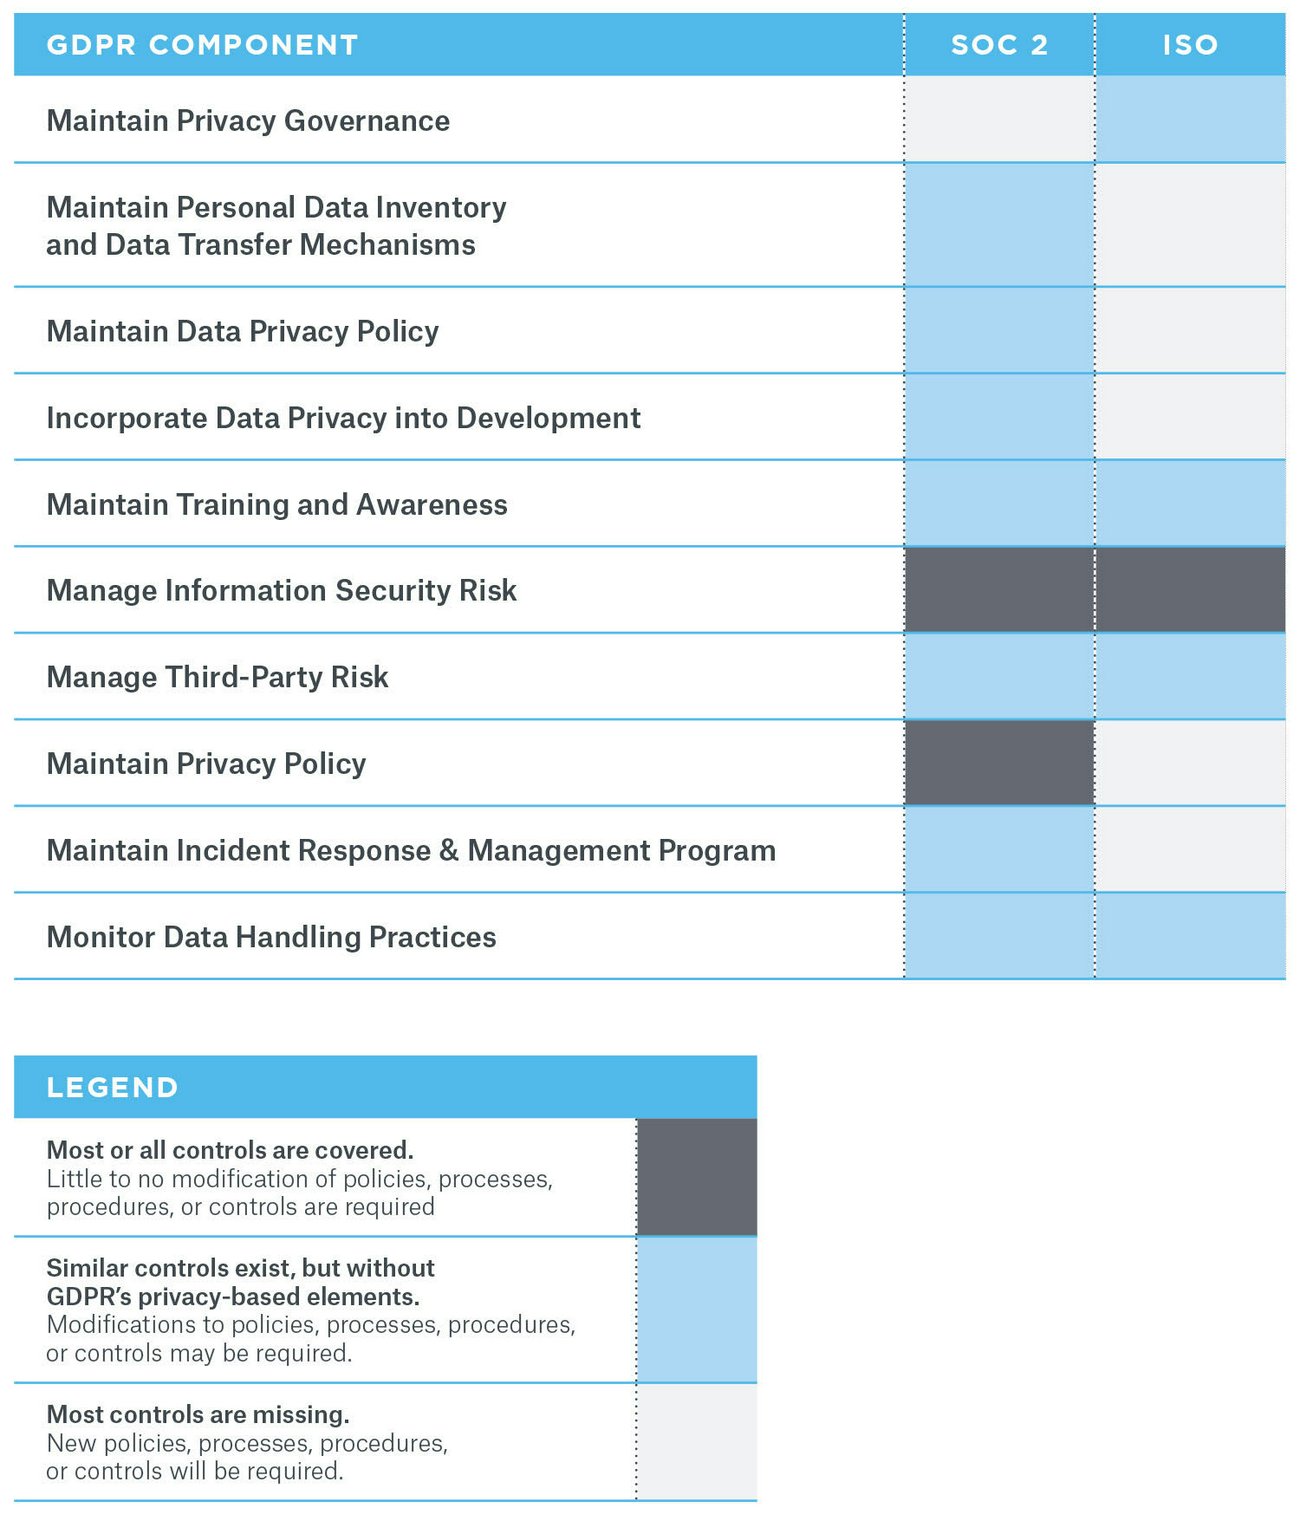 GDPR COMPONENT SOC 2 ISO
Maintain Privacy Governance
Maintain Personal Data Inventory
and Data Transfer Mechanisms
Maintain Data Privacy Policy
Incorporate Data Privacy into Development
Maintain Training and Awareness
Manage Information Security Risk
Manage Third-Party Risk
Maintain Privacy Policy
Maintain Incident Response & Management Program
Monitor Data Handling Practices
LEGEND
Most or all controls are covered.
Little to no modification of policies, processes,
procedures, or controls are required
Similar controls exist, but without
GDPR’s privacy-based elements.
Modifications to policies, processes, procedures,
or controls may be required.
Most controls are missing.
New policies, processes, procedures,
or controls will be required.